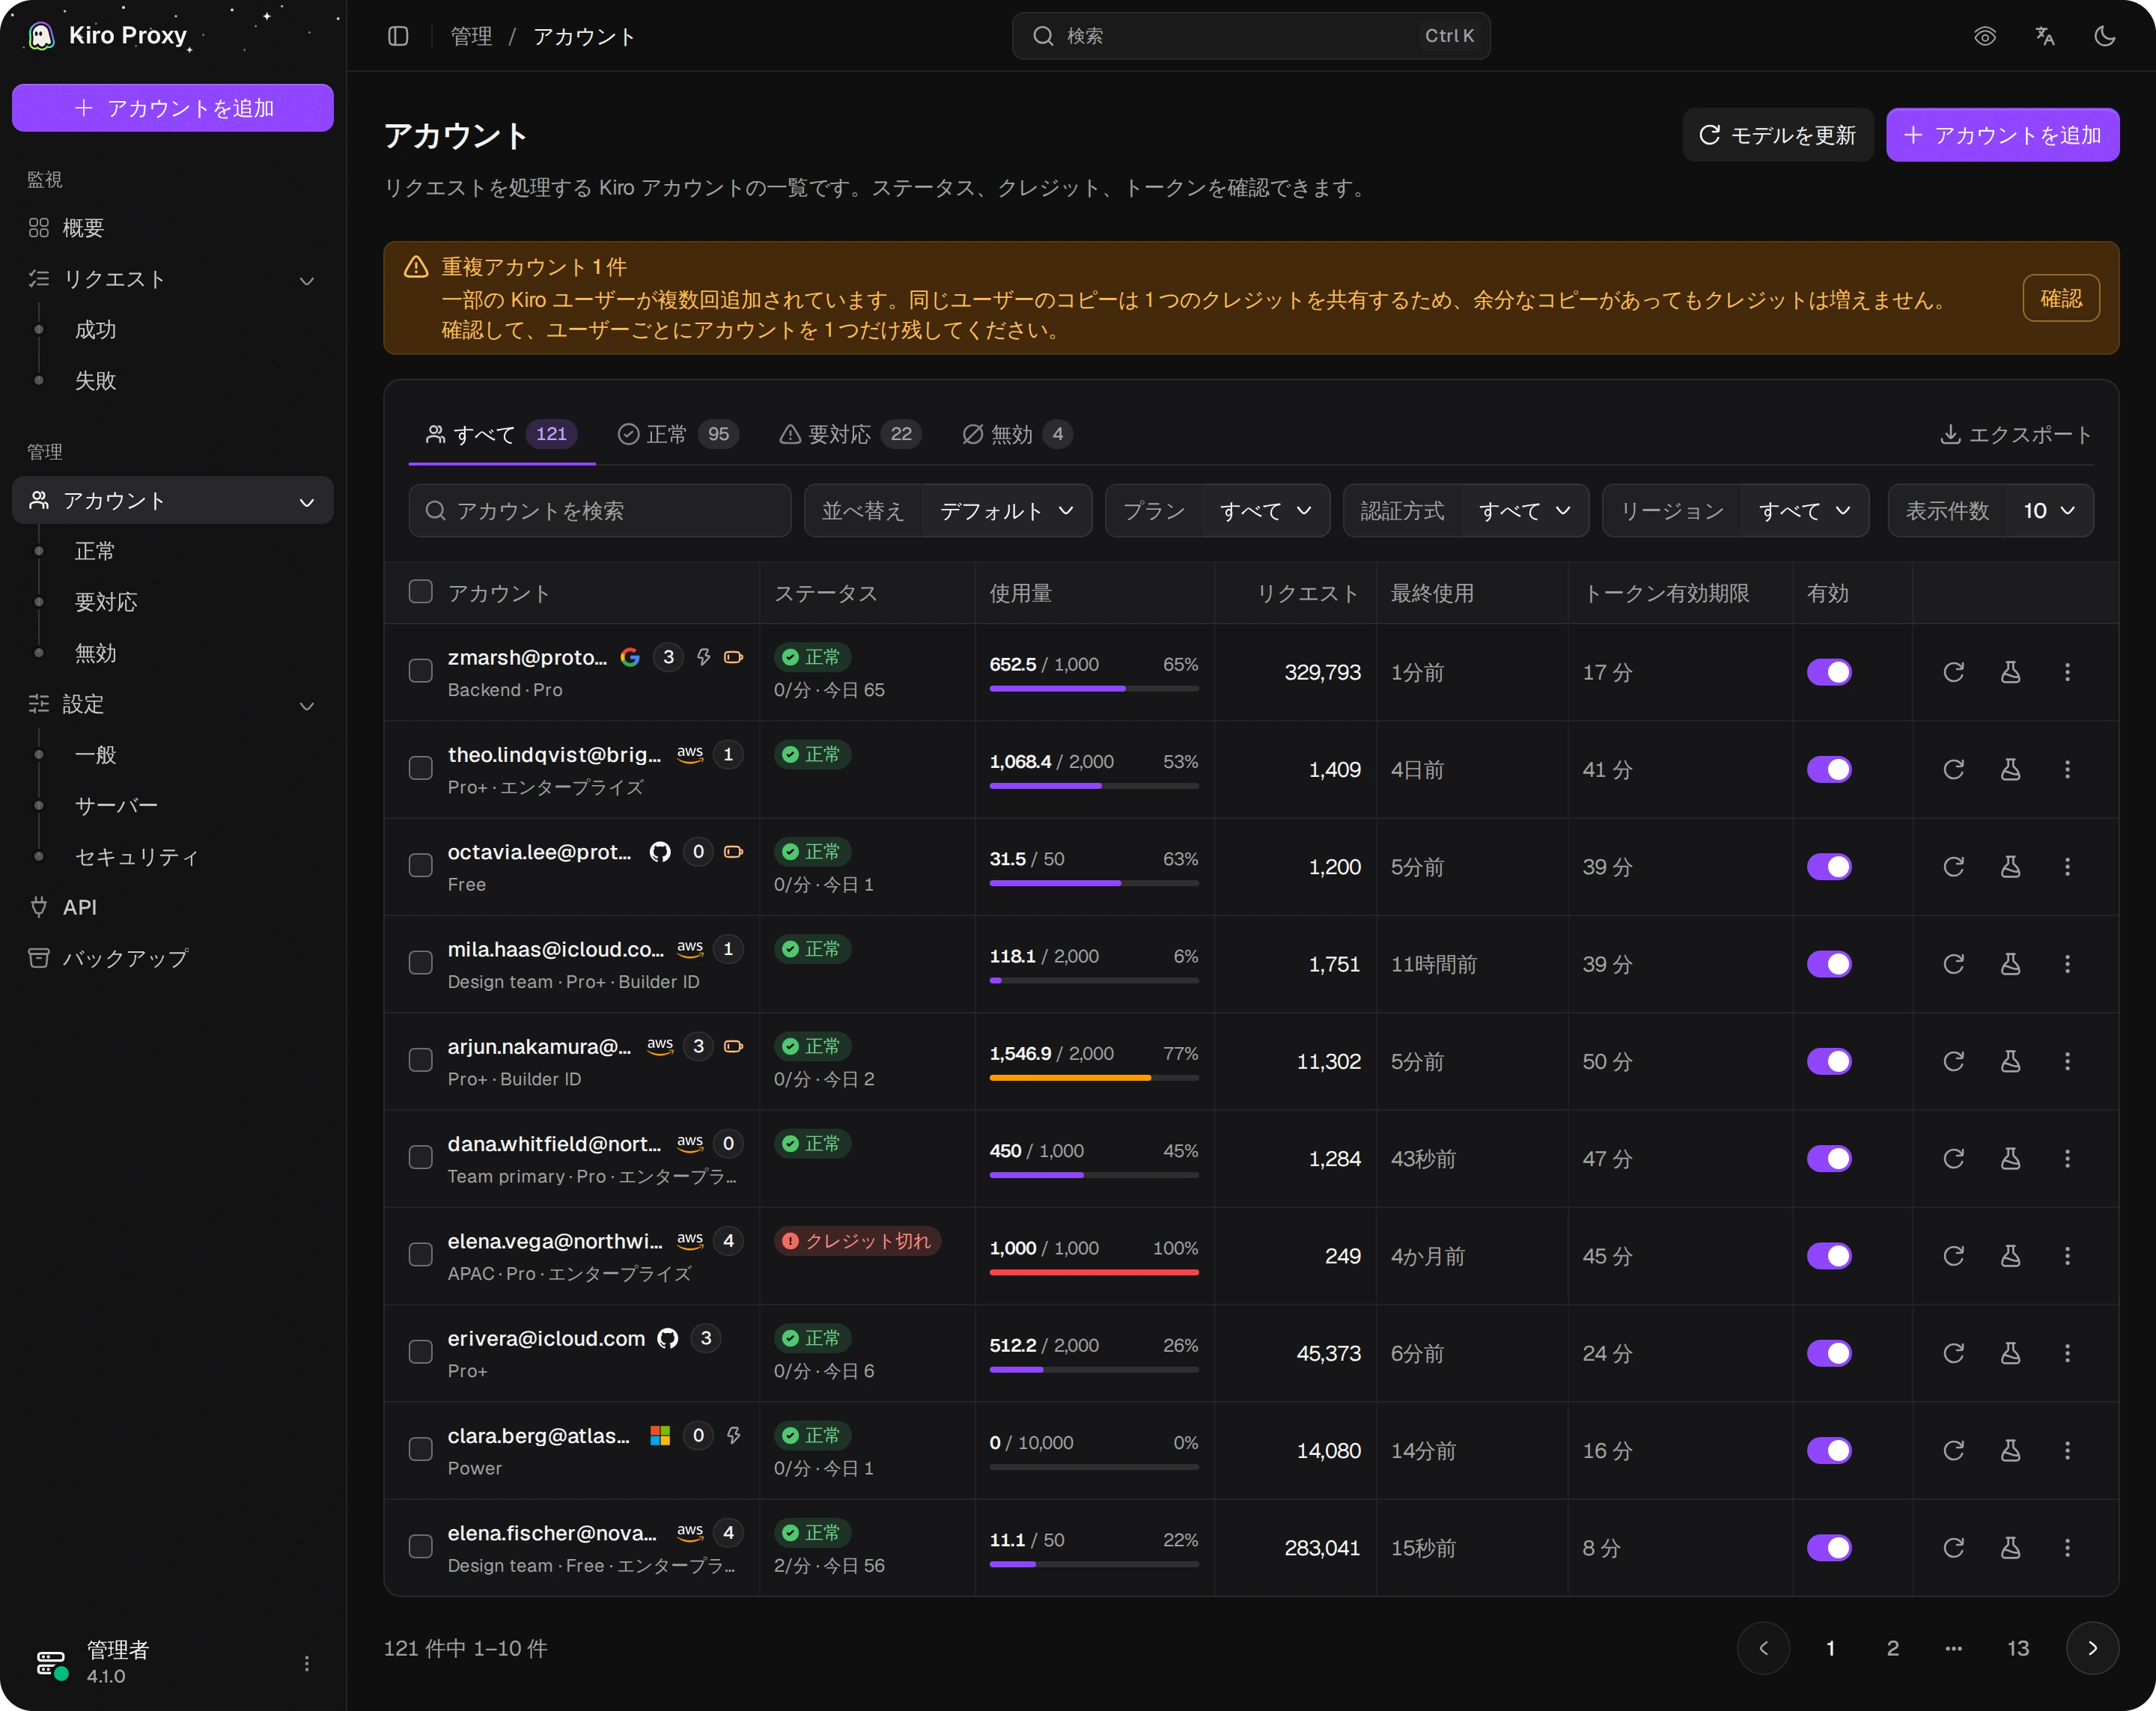 Kiro Proxy
管理 / アカウント
検索
Ctrl K
アカウントを追加
監視
概要
リクエスト
成功
失敗
管理
アカウント
正常
要対応
無効
設定
一般
サーバー
セキュリティ
API
バックアップ
管理者
4.1.0
アカウント
モデルを更新
アカウントを追加
リクエストを処理する Kiro アカウントの一覧です。ステータス、クレジット、トークンを確認できます。
重複アカウント 1 件
一部の Kiro ユーザーが複数回追加されています。同じユーザーのコピーは 1 つのクレジットを共有するため、余分なコピーがあってもクレジットは増えません。
確認して、ユーザーごとにアカウントを 1 つだけ残してください。
確認
すべて 121
正常 95
要対応 22
無効 4
エクスポート
アカウントを検索
並べ替え デフォルト
プラン すべて
認証方式 すべて
リージョン すべて
表示件数 10
アカウント ステータス 使用量 リクエスト 最終使用 トークン有効期限 有効
zmarsh@proto... 3 正常 652.5 / 1,000 65% 329,793 1分前 17 分
Backend · Pro 0/分 · 今日 65
theo.lindqvist@brig... aws 1 正常 1,068.4 / 2,000 53% 1,409 4日前 41 分
Pro+ · エンタープライズ
octavia.lee@prot... 0 正常 31.5 / 50 63% 1,200 5分前 39 分
Free 0/分 · 今日 1
mila.haas@icloud.co... aws 1 正常 118.1 / 2,000 6% 1,751 11時間前 39 分
Design team · Pro+ · Builder ID
arjun.nakamura@... aws 3 正常 1,546.9 / 2,000 77% 11,302 5分前 50 分
Pro+ · Builder ID 0/分 · 今日 2
dana.whitfield@nort... aws 0 正常 450 / 1,000 45% 1,284 43秒前 47 分
Team primary · Pro · エンタープラ...
elena.vega@northwi... aws 4 クレジット切れ 1,000 / 1,000 100% 249 4か月前 45 分
APAC · Pro · エンタープライズ
erivera@icloud.com 3 正常 512.2 / 2,000 26% 45,373 6分前 24 分
Pro+ 0/分 · 今日 6
clara.berg@atlas... 0 正常 0 / 10,000 0% 14,080 14分前 16 分
Power 0/分 · 今日 1
elena.fischer@nova... aws 4 正常 11.1 / 50 22% 283,041 15秒前 8 分
Design team · Free · エンタープラ... 2/分 · 今日 56
121 件中 1–10 件
1 2 ... 13